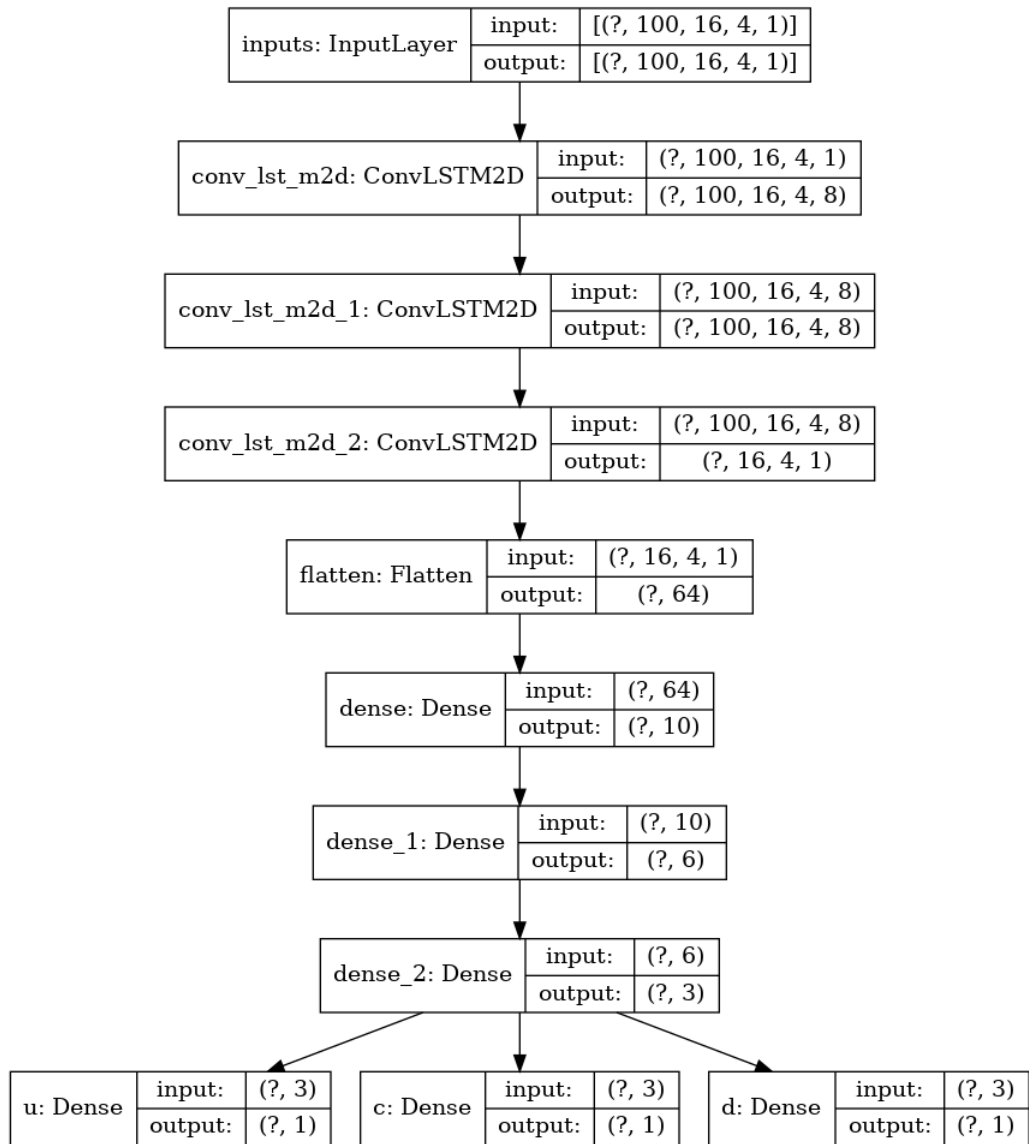 inputs: InputLayer
input: [(?, 100, 16, 4, 1)]
output: [(?, 100, 16, 4, 1)]
conv_lst_m2d: ConvLSTM2D
input: (?, 100, 16, 4, 1)
output: (?, 100, 16, 4, 8)
conv_lst_m2d_1: ConvLSTM2D
input: (?, 100, 16, 4, 8)
output: (?, 100, 16, 4, 8)
conv_lst_m2d_2: ConvLSTM2D
input: (?, 100, 16, 4, 8)
output: (?, 16, 4, 1)
flatten: Flatten
input: (?, 16, 4, 1)
output: (?, 64)
dense: Dense
input: (?, 64)
output: (?, 10)
dense_1: Dense
input: (?, 10)
output: (?, 6)
dense_2: Dense
input: (?, 6)
output: (?, 3)
u: Dense
input: (?, 3)
output: (?, 1)
c: Dense
input: (?, 3)
output: (?, 1)
d: Dense
input: (?, 3)
output: (?, 1)